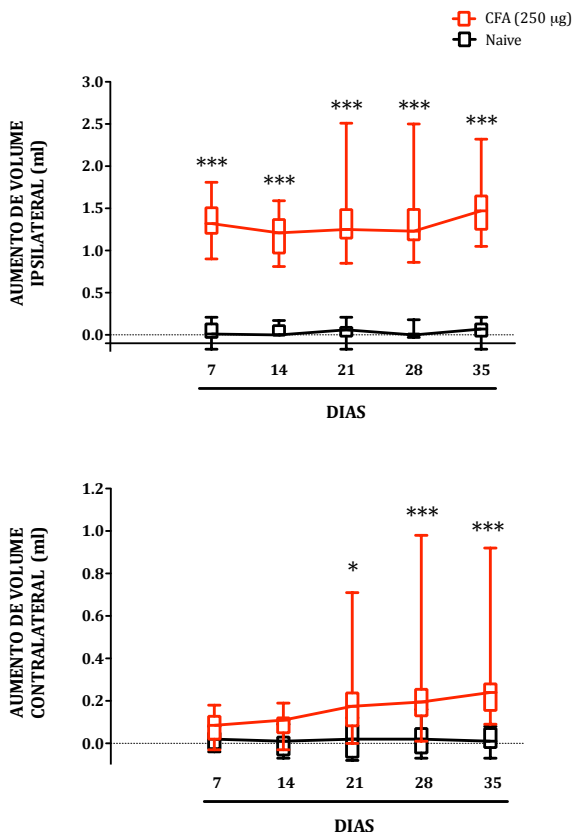 CFA (250 µg)
Naive
AUMENTO DE VOLUME
IPSILATERAL (ml)
3.0
2.5
2.0
1.5
1.0
0.5
0.0
***
***
***
***
***
7 14 21 28 35
DIAS
AUMENTO DE VOLUME
CONTRALATERAL (ml)
1.2
1.0
0.8
0.6
0.4
0.2
0.0
*
***
***
7 14 21 28 35
DIAS